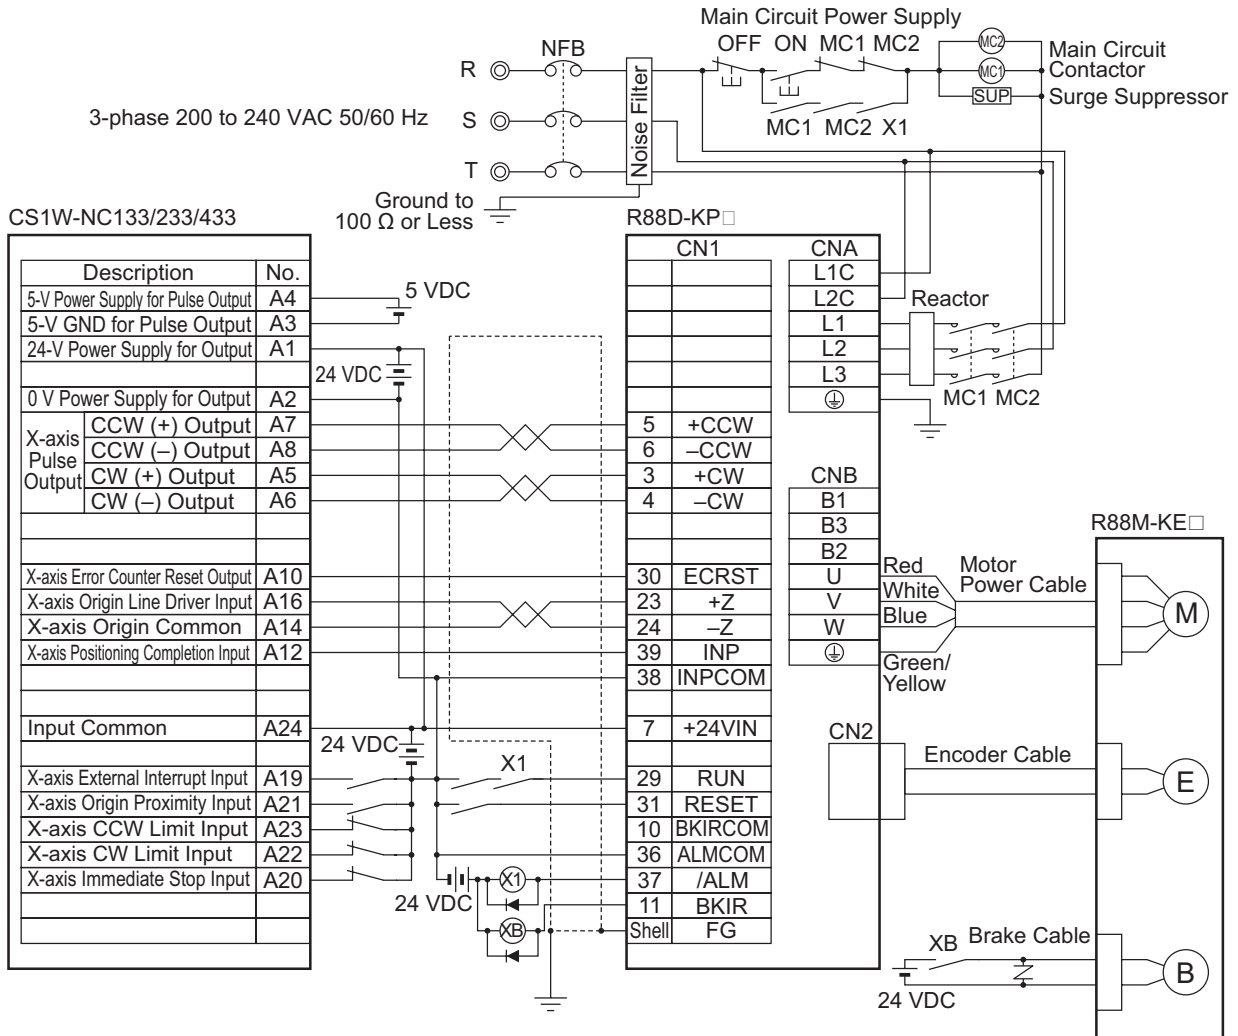 Main Circuit Power Supply
OFF ON MC1 MC2
MC2
Main Circuit
Contactor
MC1
SUP
Surge Suppressor
MC1 MC2 X1
NFB
R
3-phase 200 to 240 VAC 50/60 Hz
S
T
Noise Filter
Ground to
100 Ω or Less
CS1W-NC133/233/433
Description No.
5-V Power Supply for Pulse Output A4
5-V GND for Pulse Output A3
24-V Power Supply for Output A1
0 V Power Supply for Output A2
X-axis
Pulse
Output
CCW (+) Output A7
CCW (–) Output A8
CW (+) Output A5
CW (–) Output A6
X-axis Error Counter Reset Output A10
X-axis Origin Line Driver Input A16
X-axis Origin Common A14
X-axis Positioning Completion Input A12
Input Common A24
X-axis External Interrupt Input A19
X-axis Origin Proximity Input A21
X-axis CCW Limit Input A23
X-axis CW Limit Input A22
X-axis Immediate Stop Input A20
5 VDC
24 VDC
24 VDC
X1
24 VDC
X1
XB
R88D-KP□
CN1
5 +CCW
6 –CCW
3 +CW
4 –CW
30 ECRST
23 +Z
24 –Z
39 INP
38 INPCOM
7 +24VIN
29 RUN
31 RESET
10 BKIRCOM
36 ALMCOM
37 /ALM
11 BKIR
Shell FG
CNA
L1C
L2C
L1
L2
L3
Reactor
MC1 MC2
CNB
B1
B3
B2
U
V
W
Red
White
Blue
Green/
Yellow
Motor
Power Cable
R88M-KE□
M
CN2
Encoder Cable
E
XB
Brake Cable
24 VDC
B